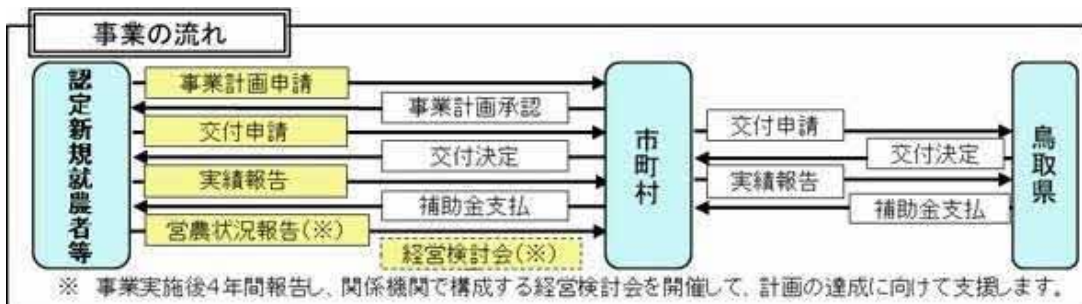 事業の流れ
認定新規就農者等
市町村
鳥取県
事業計画申請
事業計画承認
交付申請
交付決定
実績報告
補助金支払
営農状況報告(※)
経営検討会(※)
交付申請
交付決定
実績報告
補助金支払
※ 事業実施後4年間報告し、関係機関で構成する経営検討会を開催して、計画の達成に向けて支援します。